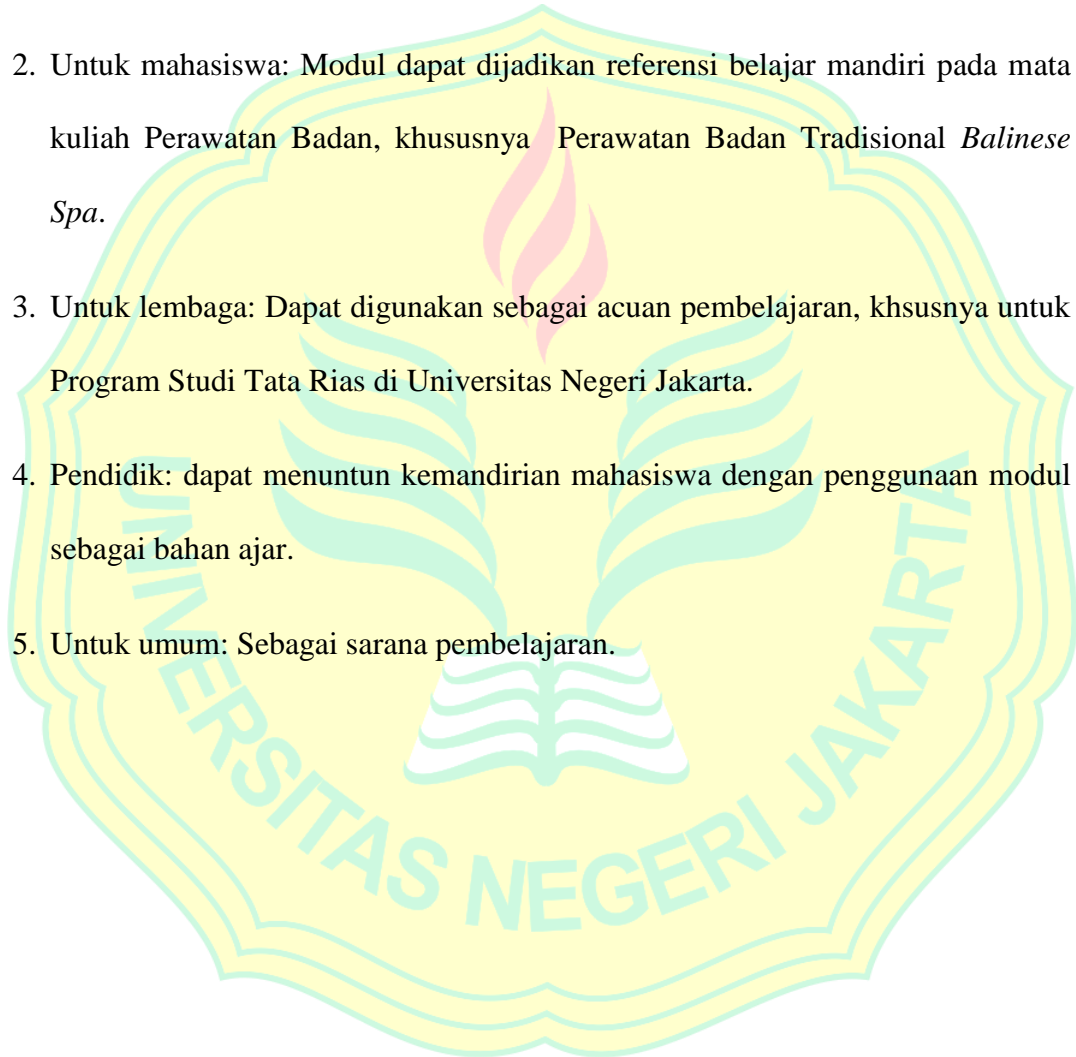 2. Untuk mahasiswa: Modul dapat dijadikan referensi belajar mandiri pada mata
kuliah Perawatan Badan, khususnya Perawatan Badan Tradisional Balinese
Spa.
3. Untuk lembaga: Dapat digunakan sebagai acuan pembelajaran, khsusnya untuk
Program Studi Tata Rias di Universitas Negeri Jakarta.
4. Pendidik: dapat menuntun kemandirian mahasiswa dengan penggunaan modul
sebagai bahan ajar.
5. Untuk umum: Sebagai sarana pembelajaran.
UNIVERSITAS NEGERI JAKARTA